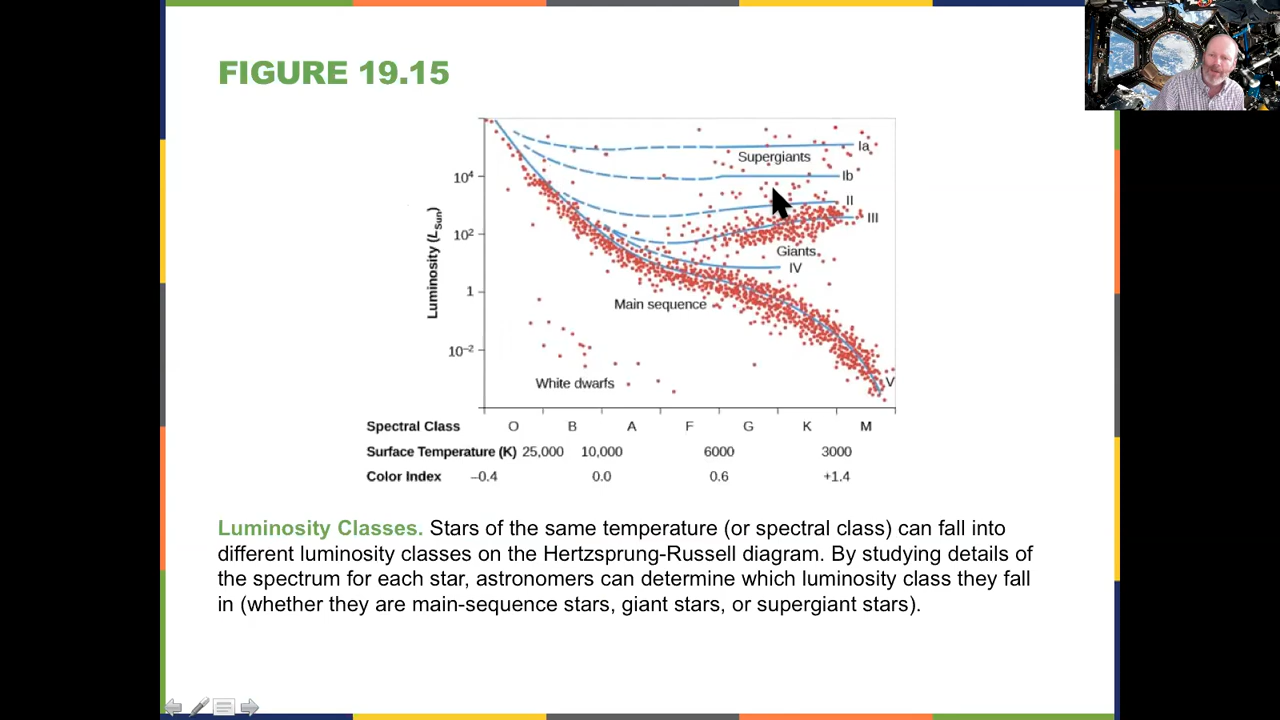 FIGURE 19.15
Ia
Supergiants
Ib
10⁴
II
III
Luminosity (L_Sun)
10²
Giants
IV
1
Main sequence
10⁻²
White dwarfs
V
Spectral Class O B A F G K M
Surface Temperature (K) 25,000 10,000 6000 3000
Color Index –0.4 0.0 0.6 +1.4
Luminosity Classes. Stars of the same temperature (or spectral class) can fall into
different luminosity classes on the Hertzsprung-Russell diagram. By studying details of
the spectrum for each star, astronomers can determine which luminosity class they fall
in (whether they are main-sequence stars, giant stars, or supergiant stars).